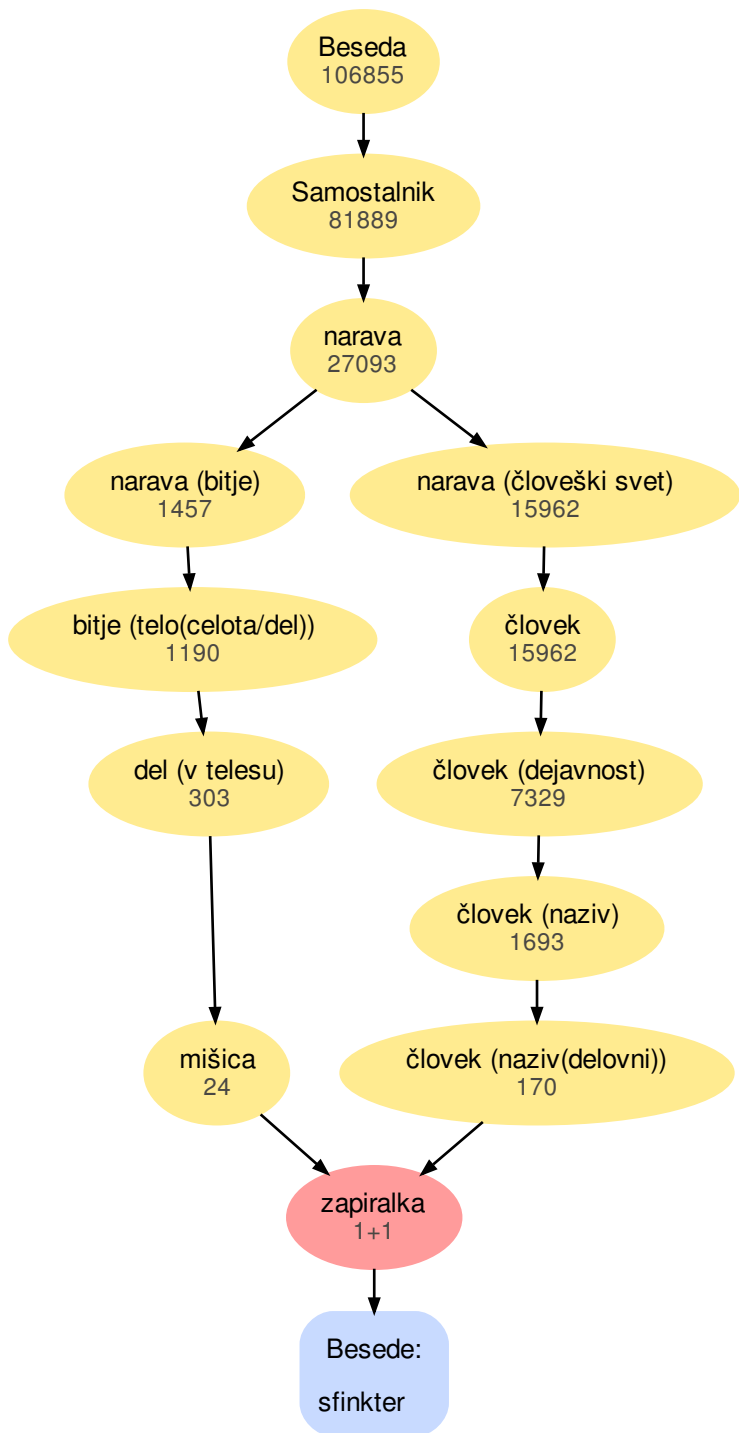 Beseda
106855
Samostalnik
81889
narava
27093
narava (bitje)
1457
narava (človeški svet)
15962
bitje (telo(celota/del))
1190
človek
15962
del (v telesu)
303
človek (dejavnost)
7329
človek (naziv)
1693
mišica
24
človek (naziv(delovni))
170
zapiralka
1+1
Besede:
sfinkter